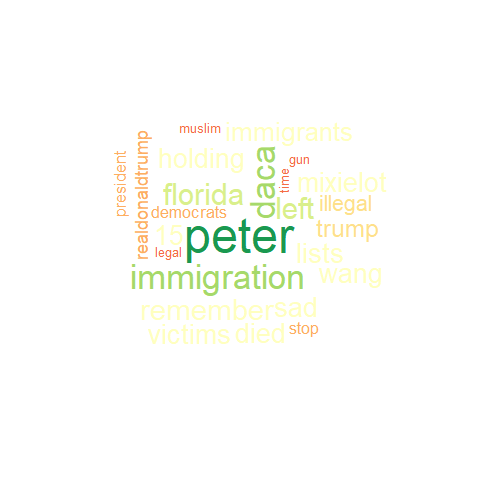 muslim
immigrants
president
realdonaldtrump
holding
daca
gun
time
mixielot
florida
left
illegal
democrats
15
peter
trump
legal
lists
immigration
wang
remember
sad
victims
died
stop